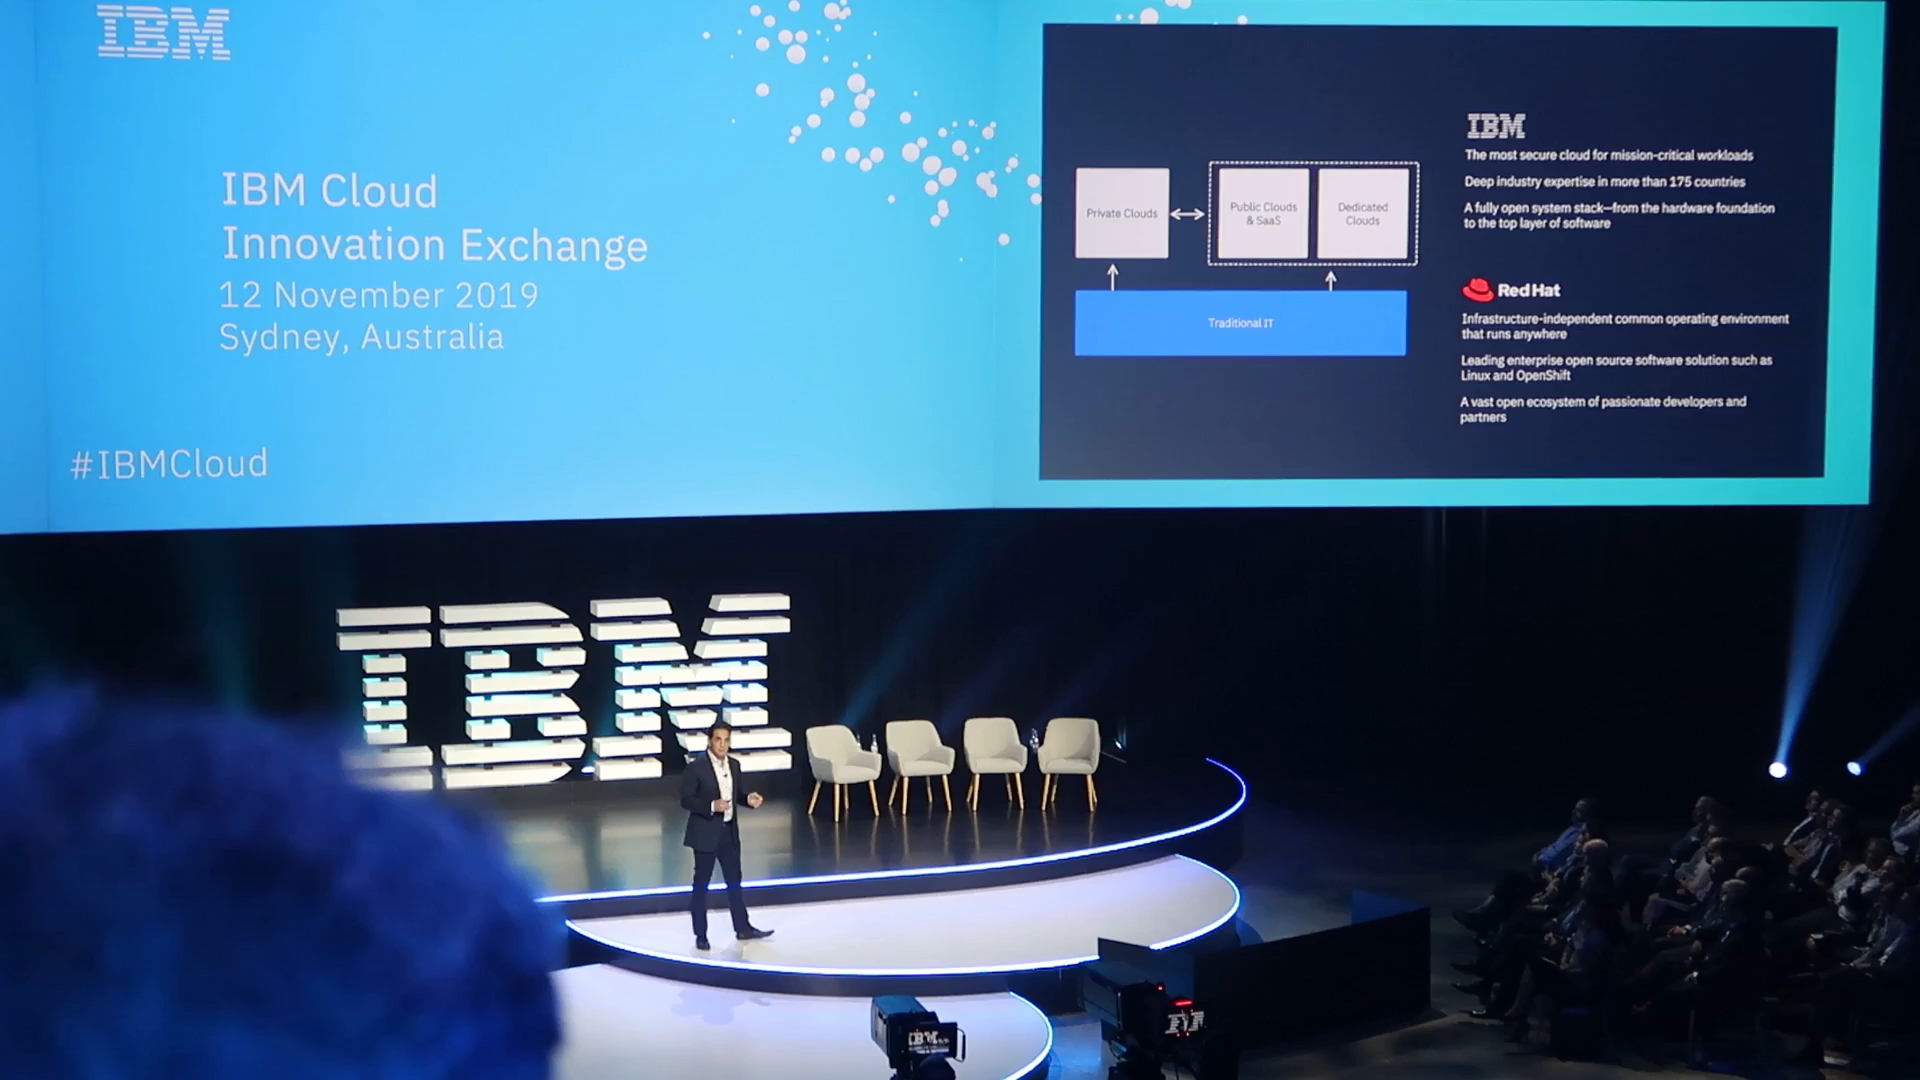 IBM
IBM Cloud
Innovation Exchange
12 November 2019
Sydney, Australia
#IBMCloud
Private Clouds
Public Clouds
& SaaS
Dedicated
Clouds
Traditional IT
IBM
The most secure cloud for mission-critical workloads
Deep industry expertise in more than 175 countries
A fully open system stack—from the hardware foundation
to the top layer of software
Red Hat
Infrastructure-independent common operating environment
that runs anywhere
Leading enterprise open source software solution such as
Linux and OpenShift
A vast open ecosystem of passionate developers and
partners
IBM
IBM